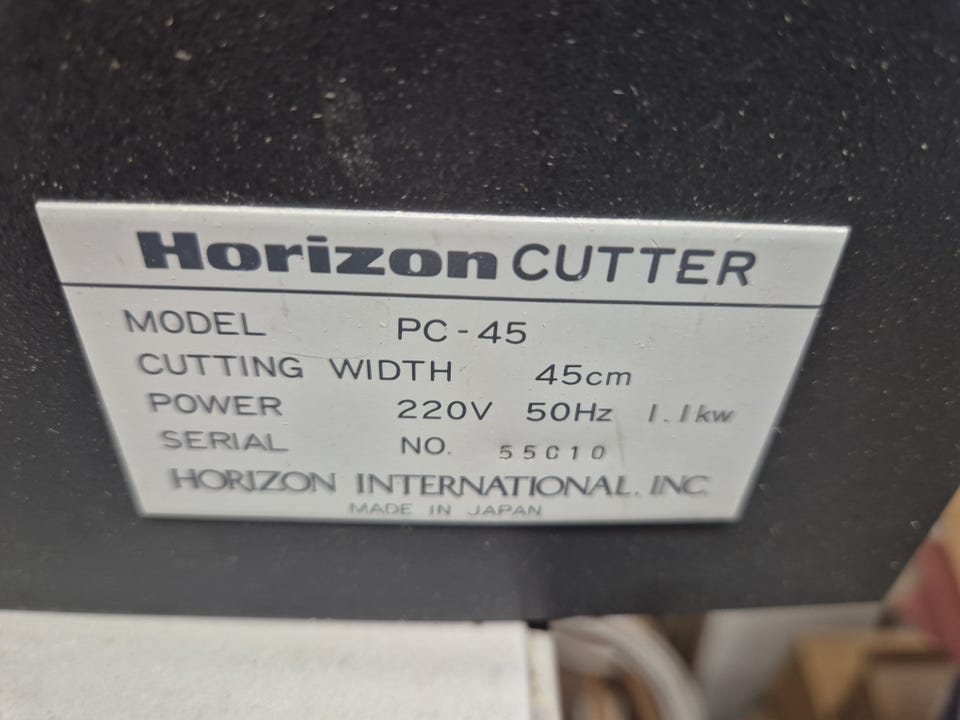 Horizon CUTTER
MODEL PC-45
CUTTING WIDTH 45cm
POWER 220V 50Hz 1.1kw
SERIAL NO. 55010
HORIZON INTERNATIONAL. INC.
MADE IN JAPAN